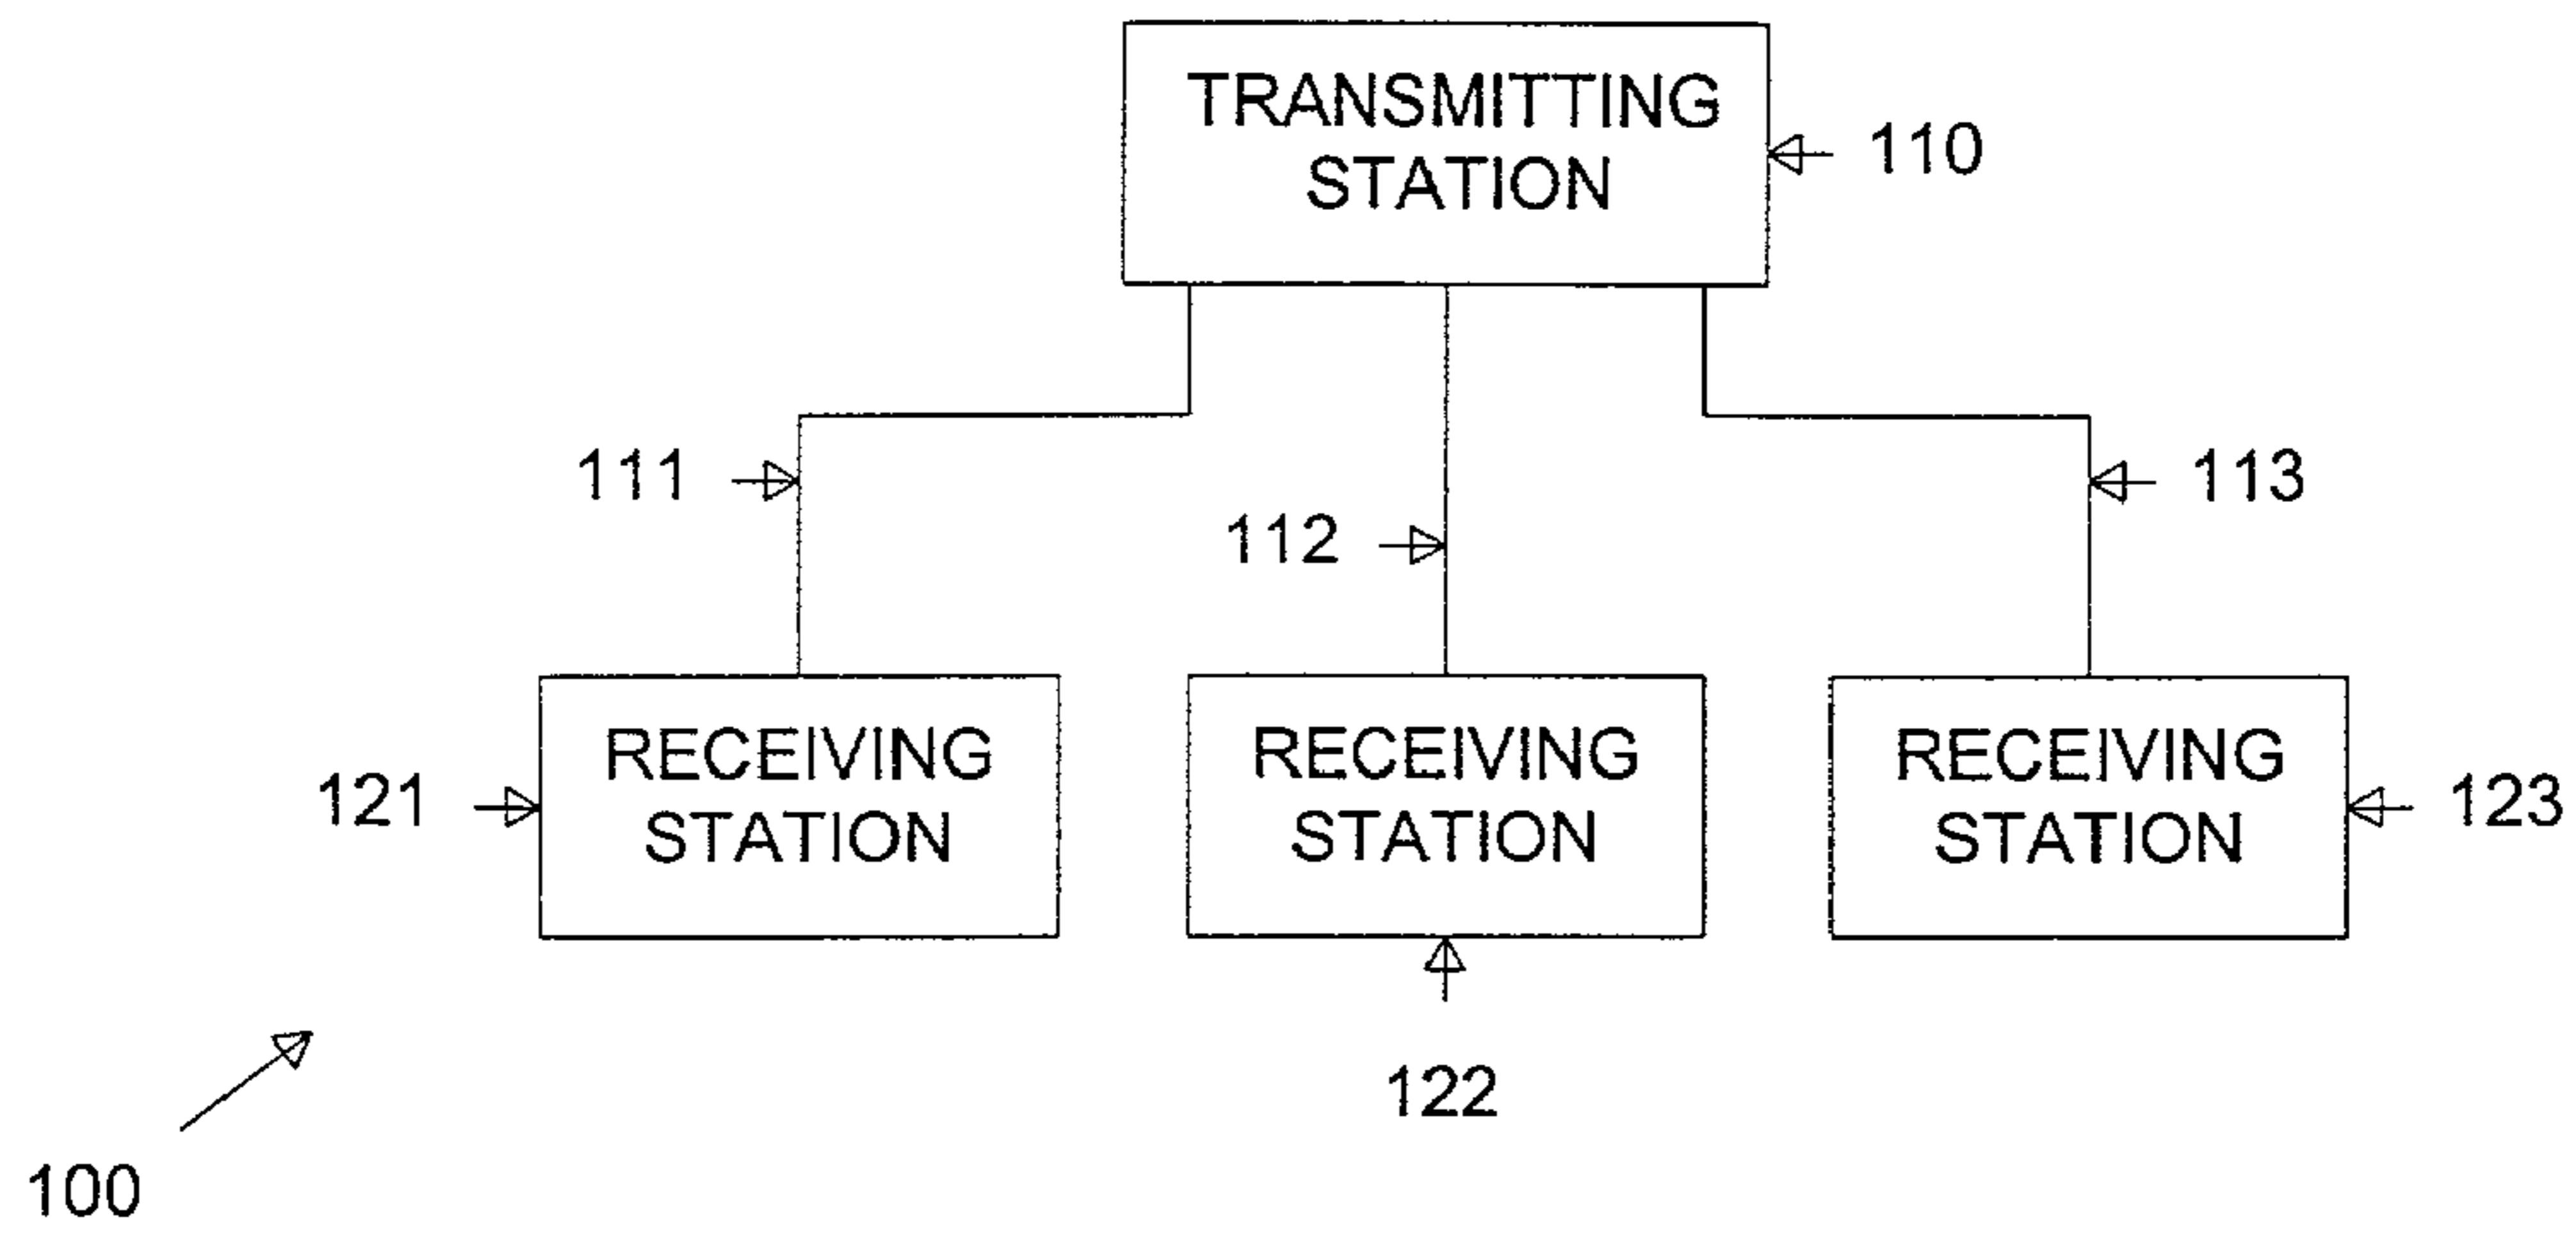 TRANSMITTING
STATION
110
111
113
112
RECEIVING
STATION
RECEIVING
STATION
RECEIVING
STATION
121
123
122
100